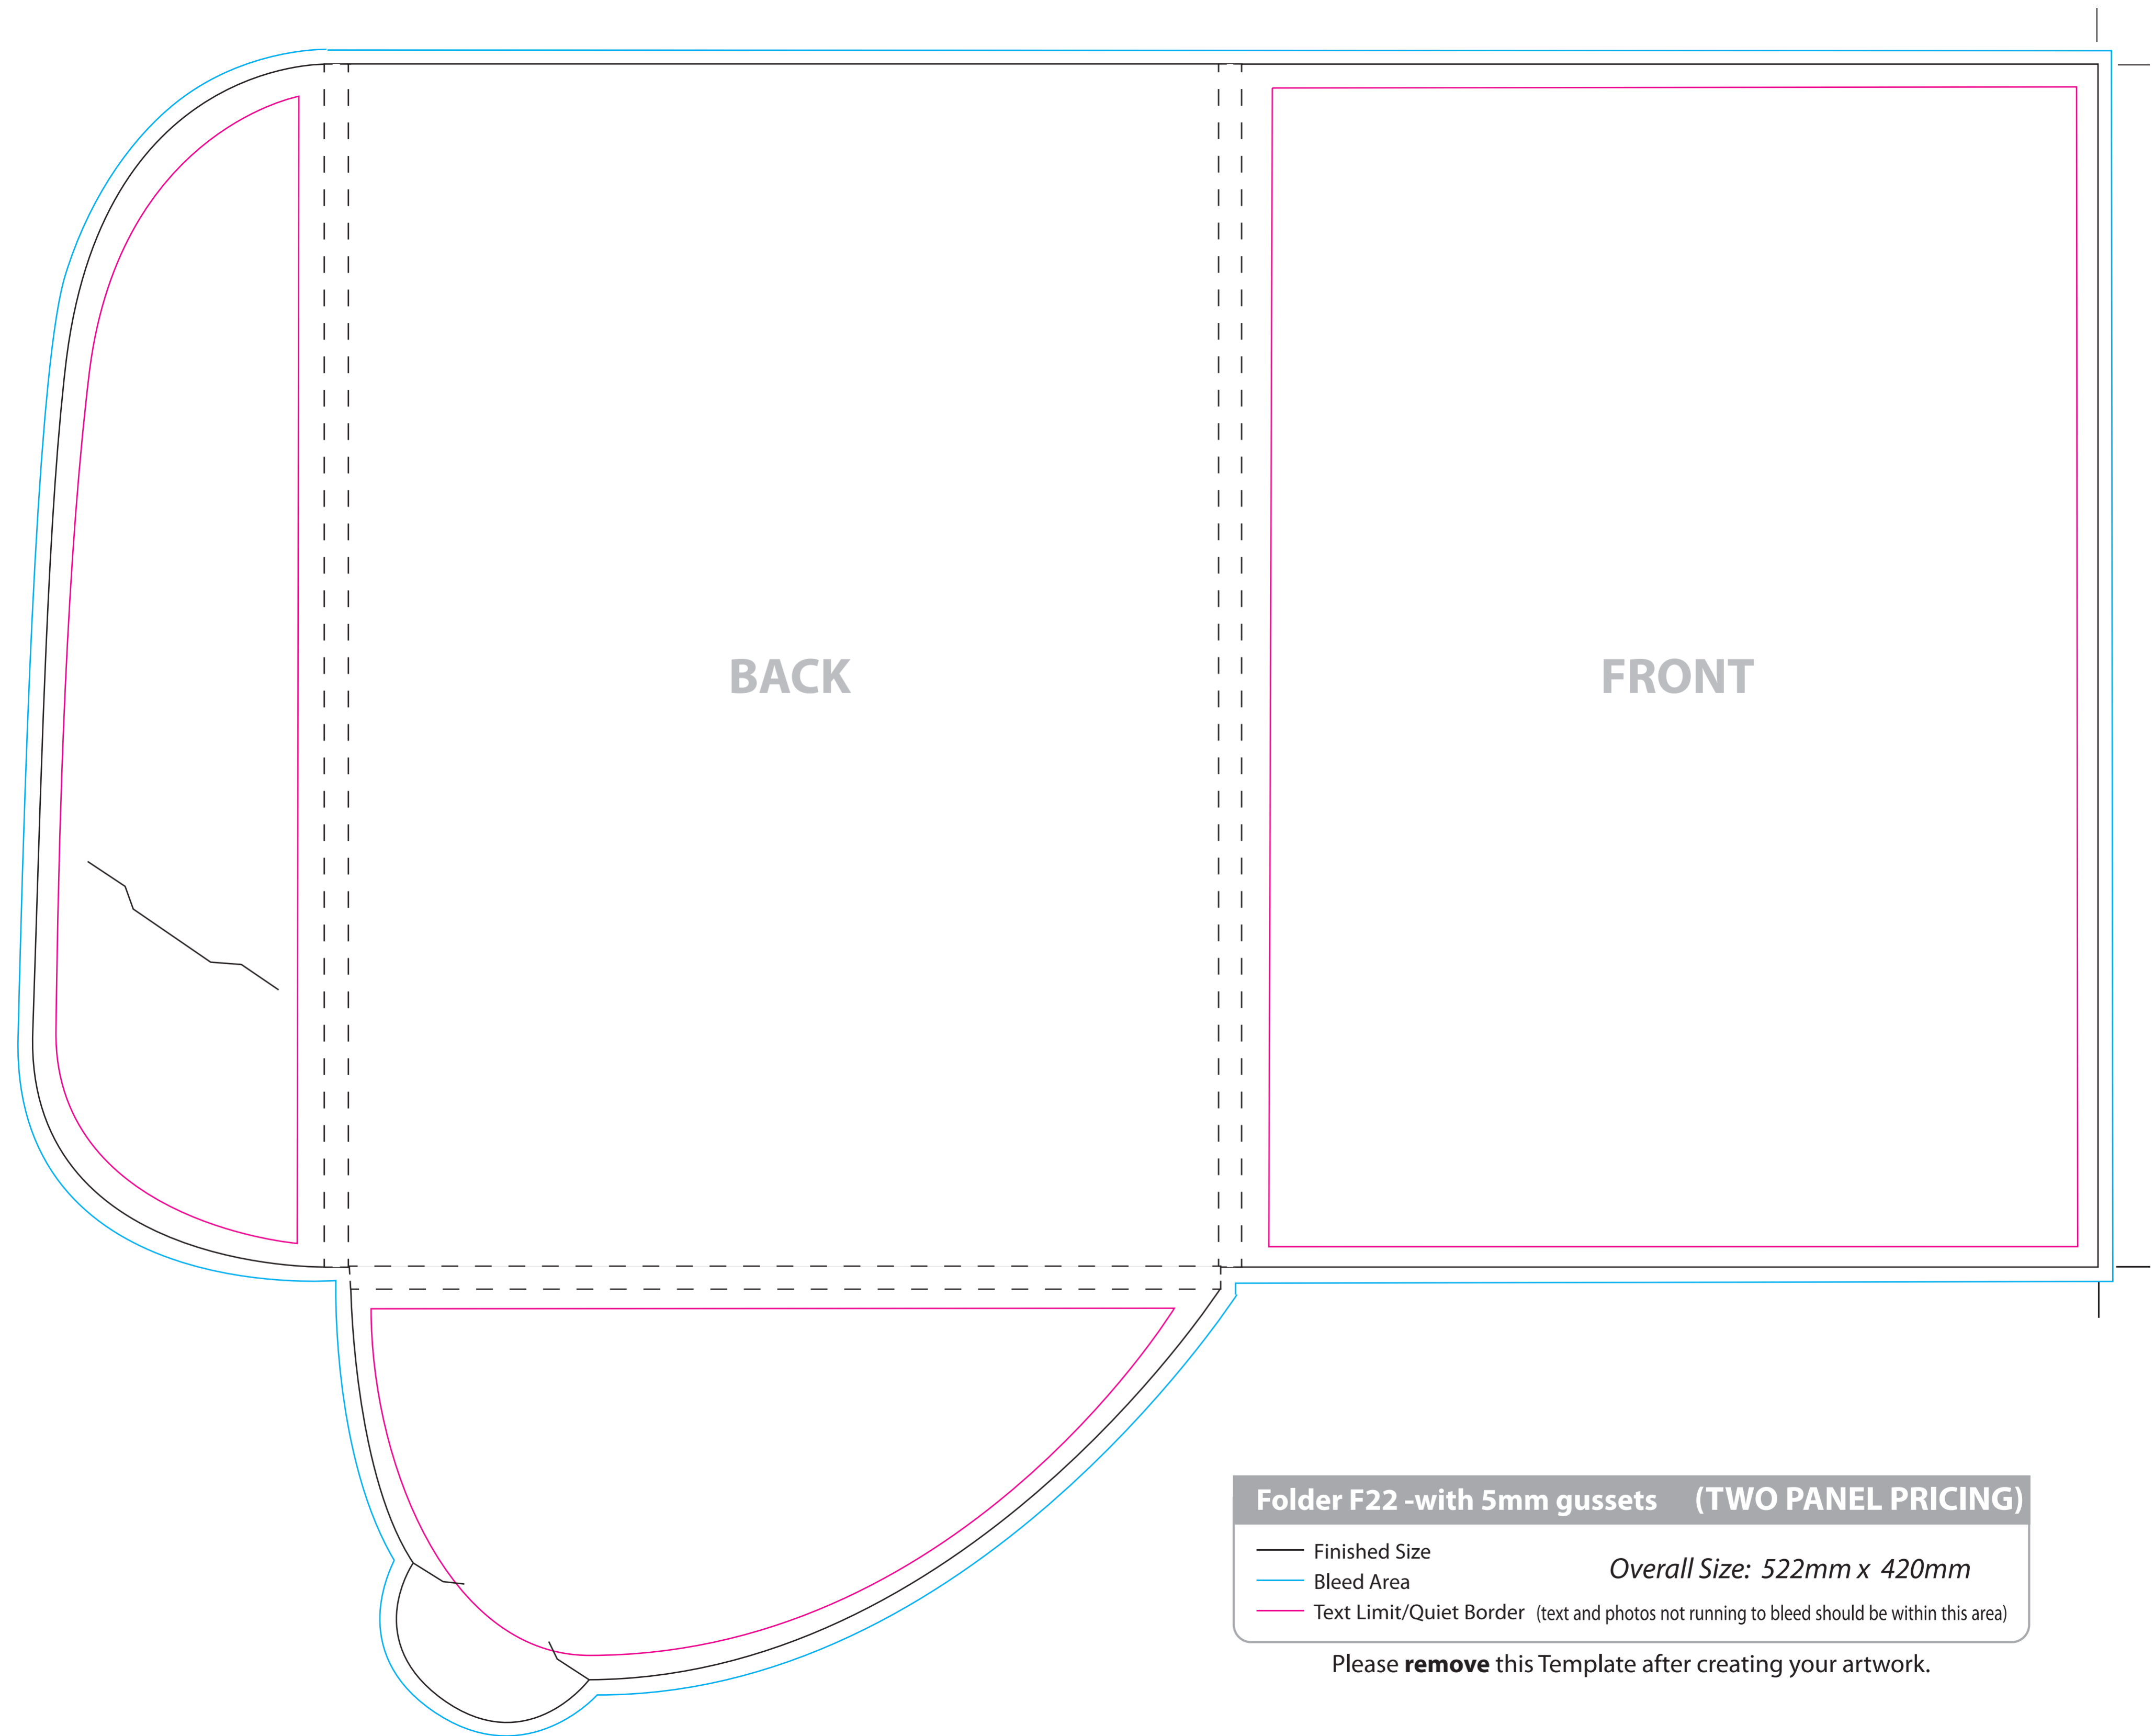 BACK
FRONT
Folder F22 -with 5mm gussets (TWO PANEL PRICING)
Finished Size
Overall Size: 522mm x 420mm
Bleed Area
Text Limit/Quiet Border (text and photos not running to bleed should be within this area)
Please remove this Template after creating your artwork.